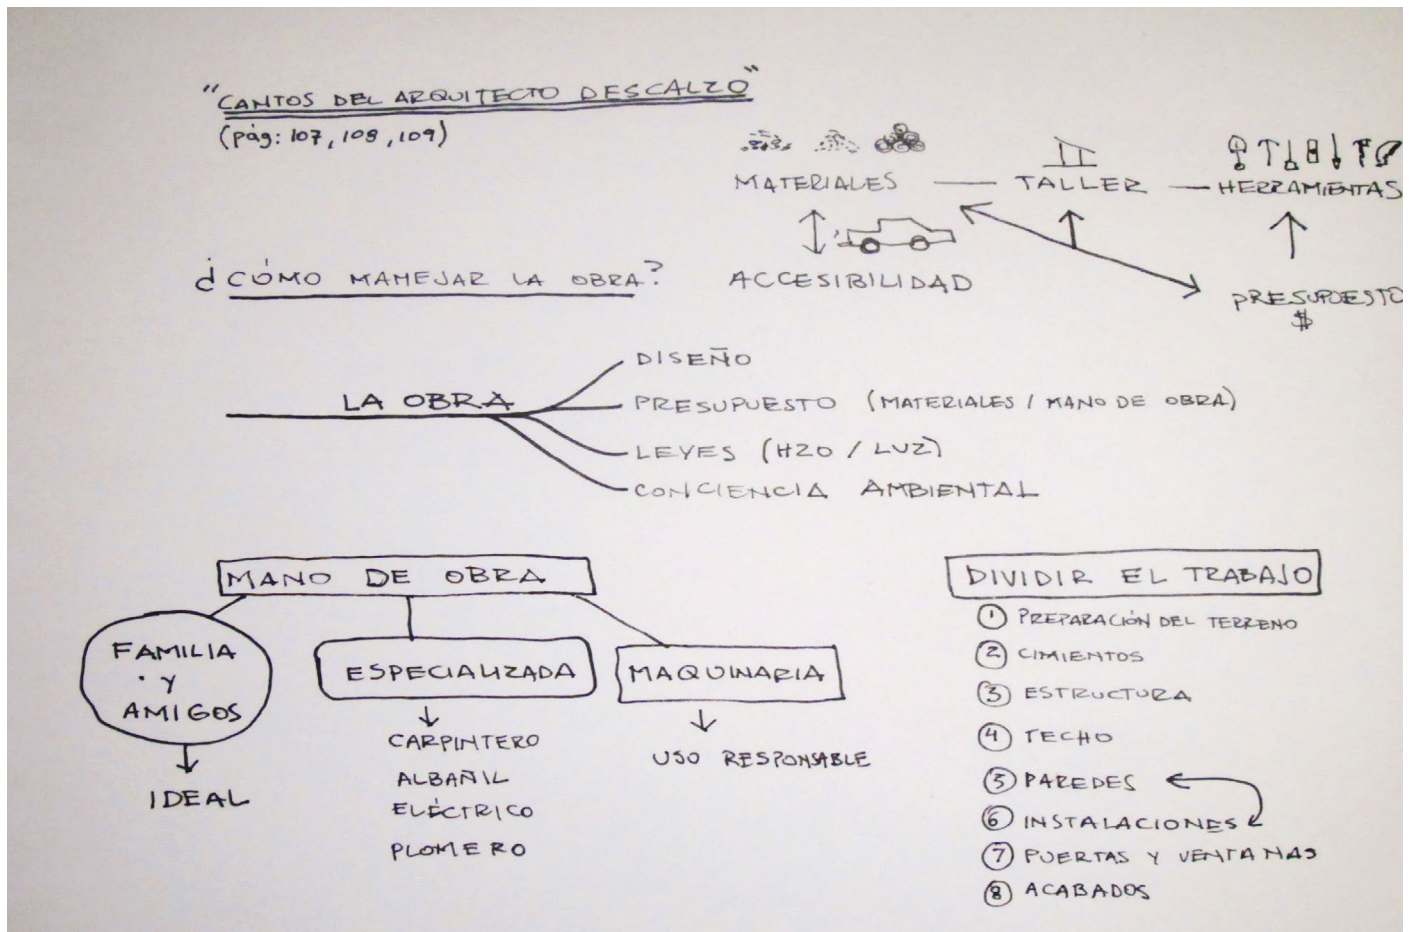 "CANTOS DEL ARQUITECTO DESCALZO"
(pág: 107, 108, 109)
MATERIALES — TALLER — HERRAMIENTAS
ACCESIBILIDAD
PRESUPUESTO
$
¿CÓMO MANEJAR LA OBRA?
LA OBRA
DISEÑO
PRESUPUESTO (MATERIALES / MANO DE OBRA)
LEYES (H2O / LUZ)
CONCIENCIA AMBIENTAL
MANO DE OBRA
FAMILIA
Y
AMIGOS
IDEAL
ESPECIALIZADA
CARPINTERO
ALBAÑIL
ELÉCTRICO
PLOMERO
MAQUINARIA
USO RESPONSABLE
DIVIDIR EL TRABAJO
1 PREPARACIÓN DEL TERRENO
2 CIMIENTOS
3 ESTRUCTURA
4 TECHO
5 PAREDES
6 INSTALACIONES
7 PUERTAS Y VENTANAS
8 ACABADOS